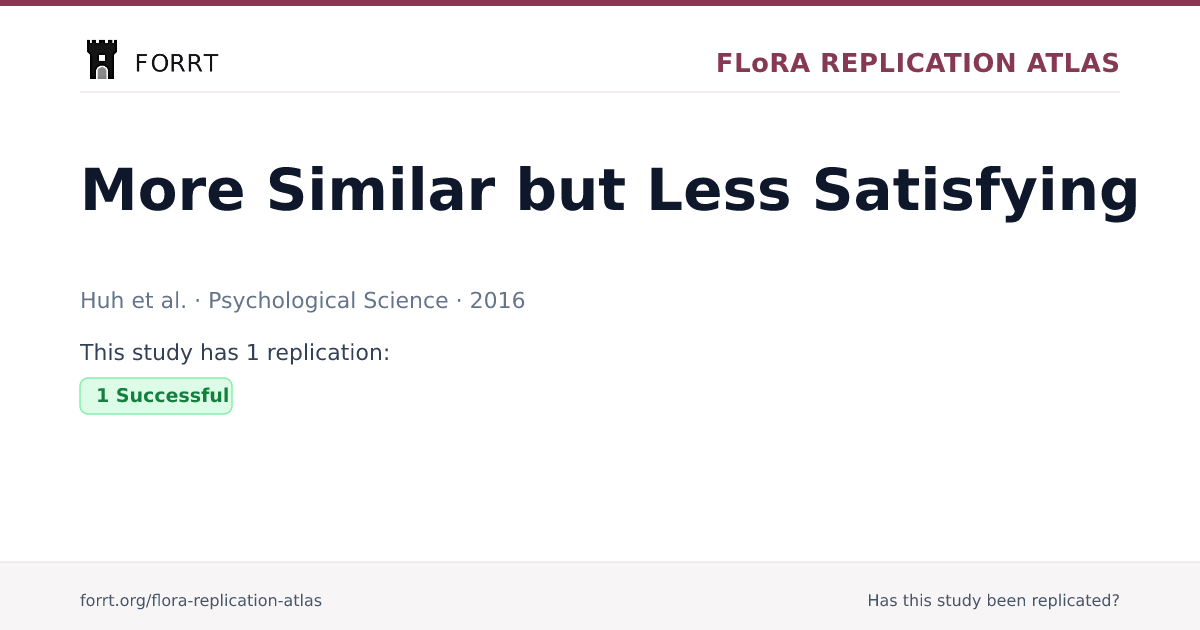 FORRT
FLoRA REPLICATION ATLAS
More Similar but Less Satisfying
Huh et al. · Psychological Science · 2016
This study has 1 replication:
1 Successful
forrt.org/flora-replication-atlas
Has this study been replicated?